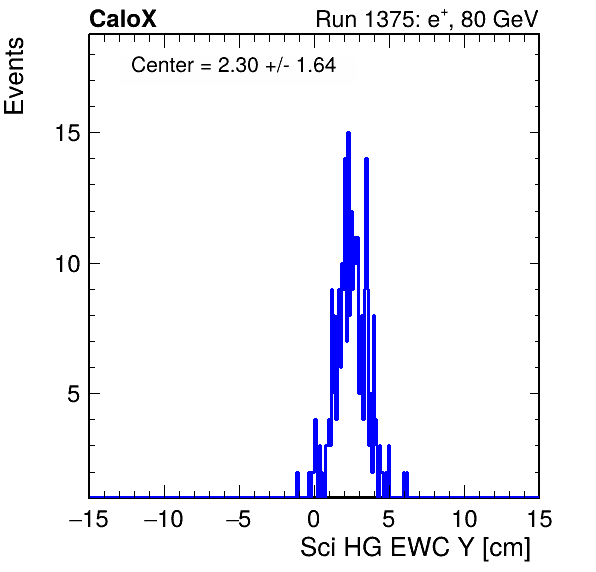 CaloX Run 1375: e⁺, 80 GeV
Center = 2.30 +/- 1.64
Events
15
10
5
−15 −10 −5 0 5 10 15
Sci HG EWC Y [cm]